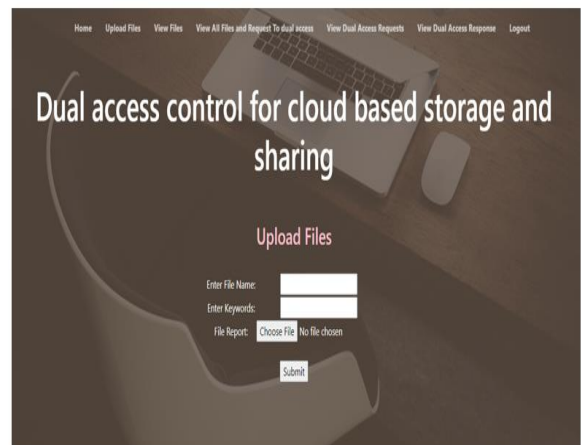 Home Upload Files View Files View All Files and Request To dual access View Dual Access Requests View Dual Access Response Logout
Dual access control for cloud based storage and
sharing
Upload Files
Enter File Name:
Enter Keywords:
File Report: Choose File No file chosen
Submit